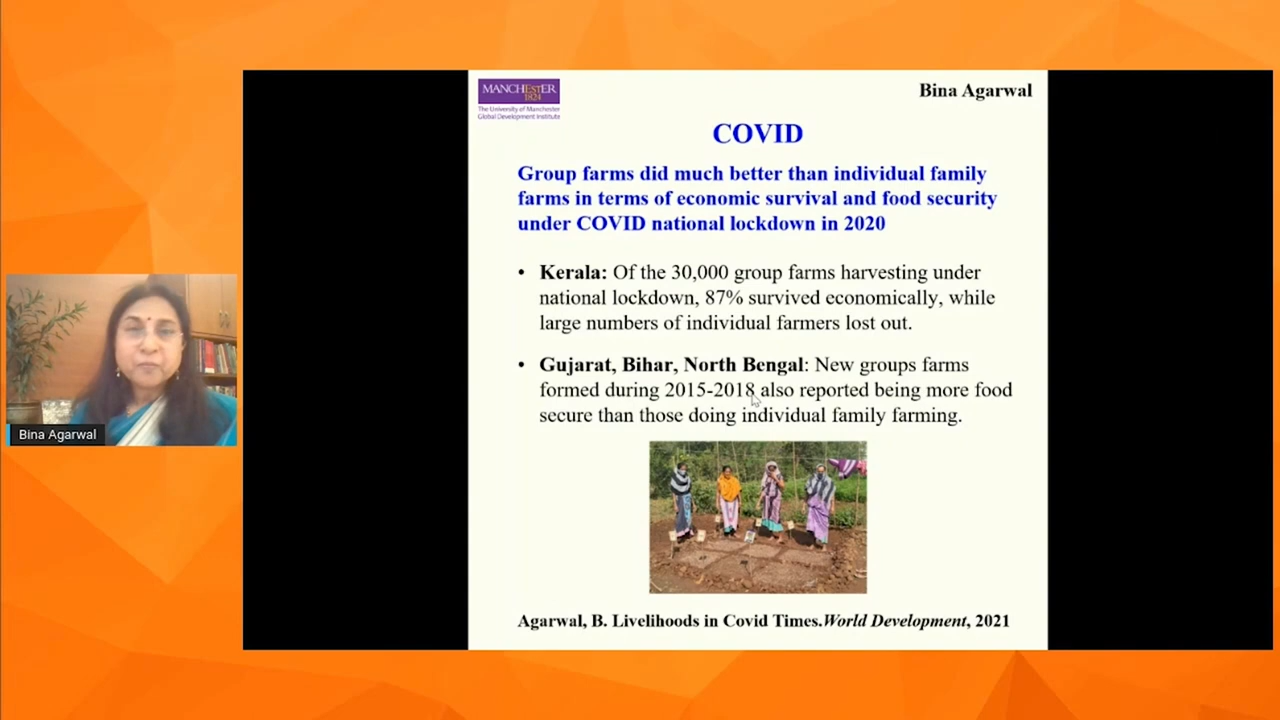 MANCHESTER
1824
The University of Manchester
Global Development Institute
Bina Agarwal
COVID
Group farms did much better than individual family
farms in terms of economic survival and food security
under COVID national lockdown in 2020
• Kerala: Of the 30,000 group farms harvesting under
national lockdown, 87% survived economically, while
large numbers of individual farmers lost out.
• Gujarat, Bihar, North Bengal: New groups farms
formed during 2015-2018 also reported being more food
secure than those doing individual family farming.
Agarwal, B. Livelihoods in Covid Times.World Development, 2021
Bina Agarwal